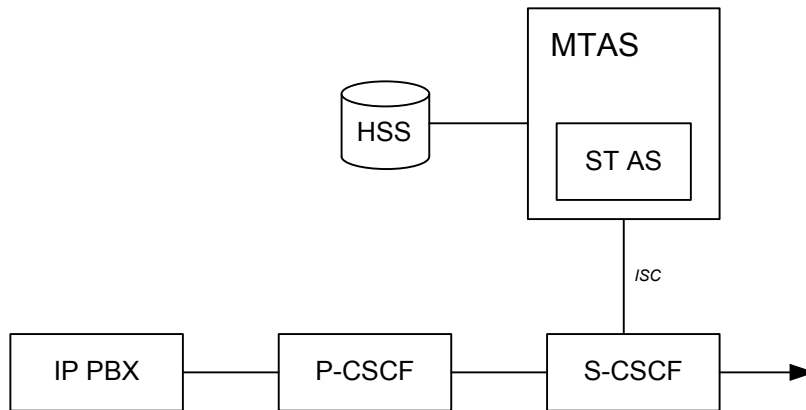 MTAS
HSS
ST AS
ISC
IP PBX
P-CSCF
S-CSCF